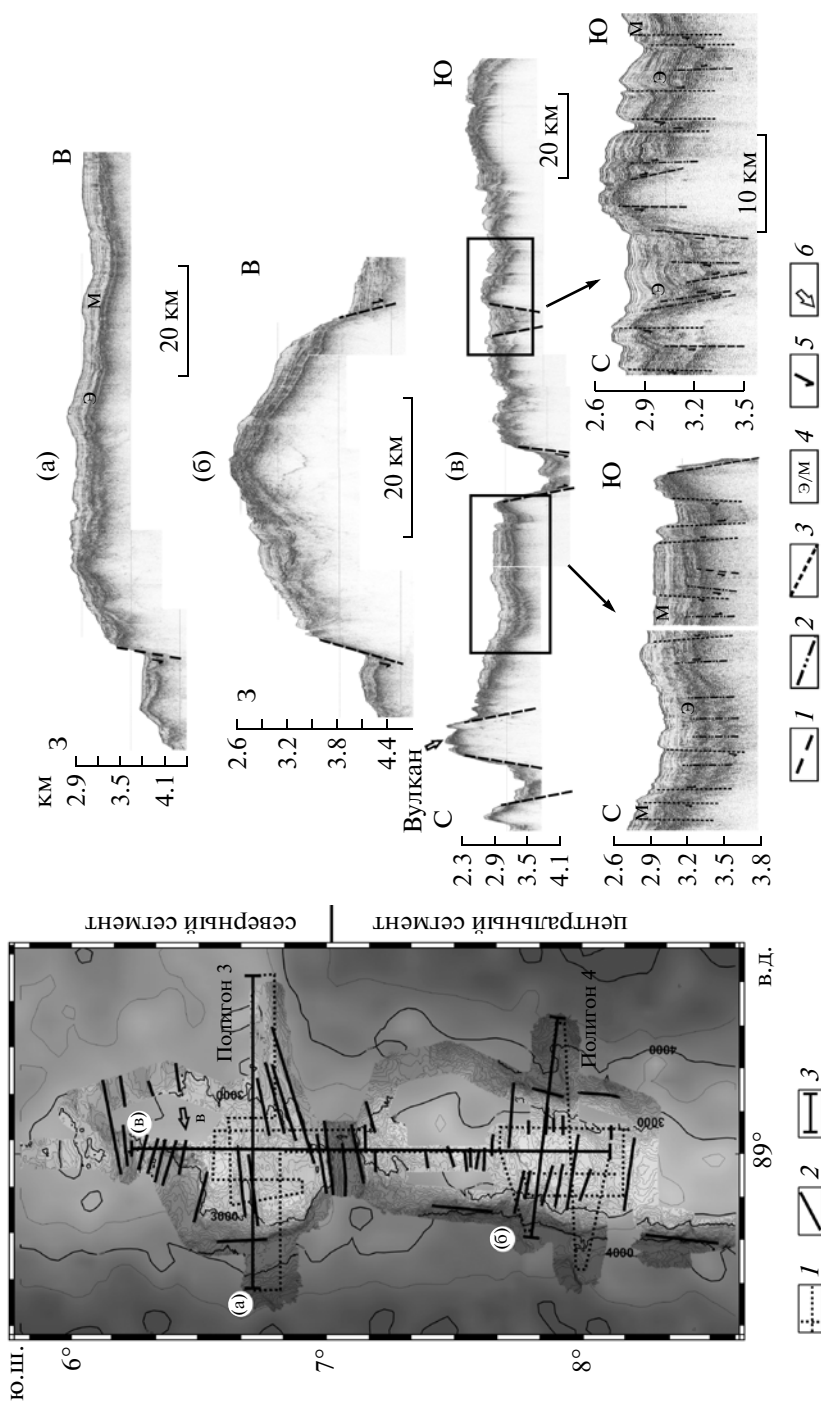 (а)
З
В
км
2.9
3.5
4.1
Э
М
20 км
(б)
З
В
2.6
3.2
3.8
4.4
20 км
(в)
Вулкан
С
Ю
2.3
2.9
3.5
4.1
20 км
С
Ю
2.6
2.9
3.2
3.8
М
Э
М
С
Ю
2.6
2.9
3.2
3.5
Э
Э
М
10 км
1
2
3
Э/М
4
5
6
ю.ш.
6°
7°
8°
89°
в.д.
северный сегмент
центральный сегмент
Полигон 3
Полигон 4
(а)
(б)
(в)
в
3000
3000
3000
4000
4000
1
2
3